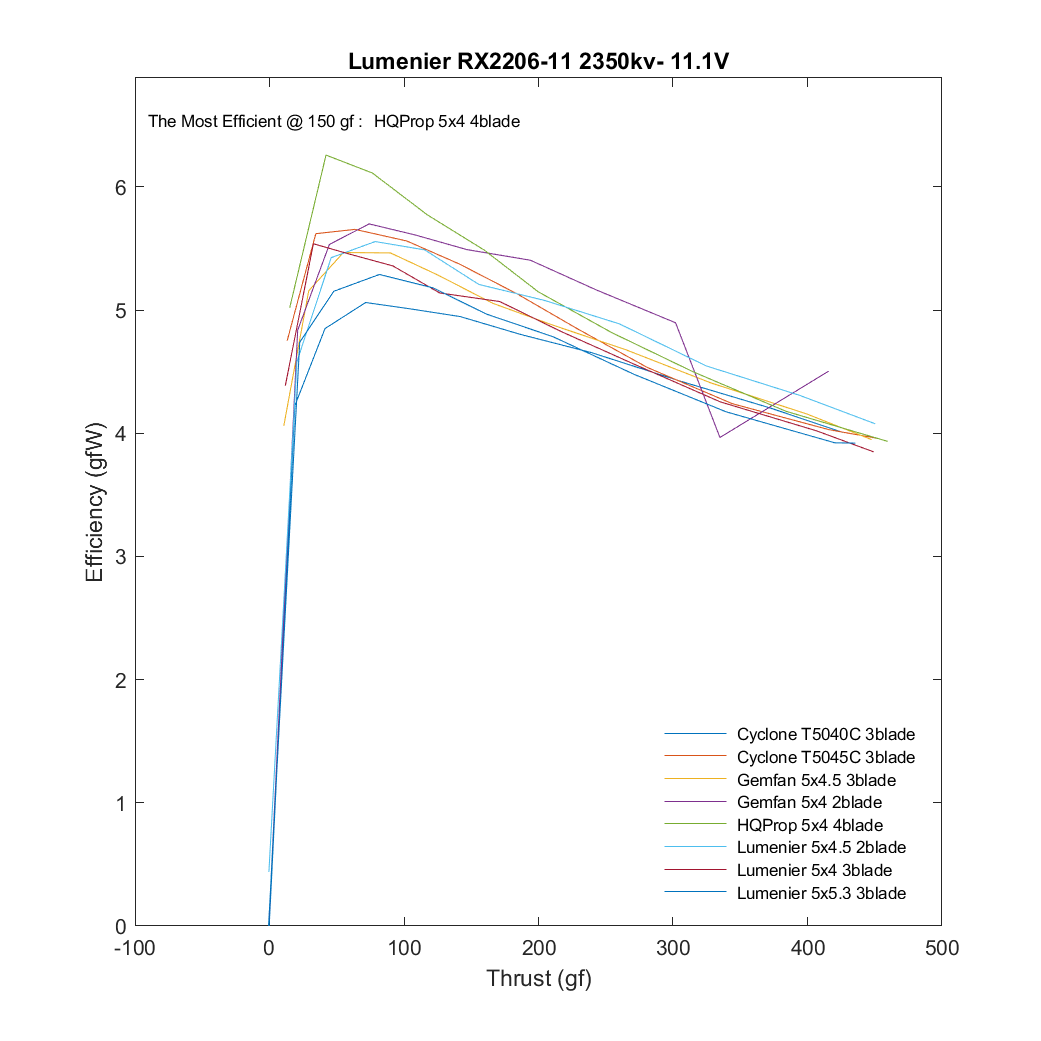 Lumenier RX2206-11 2350kv- 11.1V
The Most Efficient @ 150 gf : HQProp 5x4 4blade
6
5
4
3
2
1
0
Efficiency (gfW)
Cyclone T5040C 3blade
Cyclone T5045C 3blade
Gemfan 5x4.5 3blade
Gemfan 5x4 2blade
HQProp 5x4 4blade
Lumenier 5x4.5 2blade
Lumenier 5x4 3blade
Lumenier 5x5.3 3blade
-100 0 100 200 300 400 500
Thrust (gf)